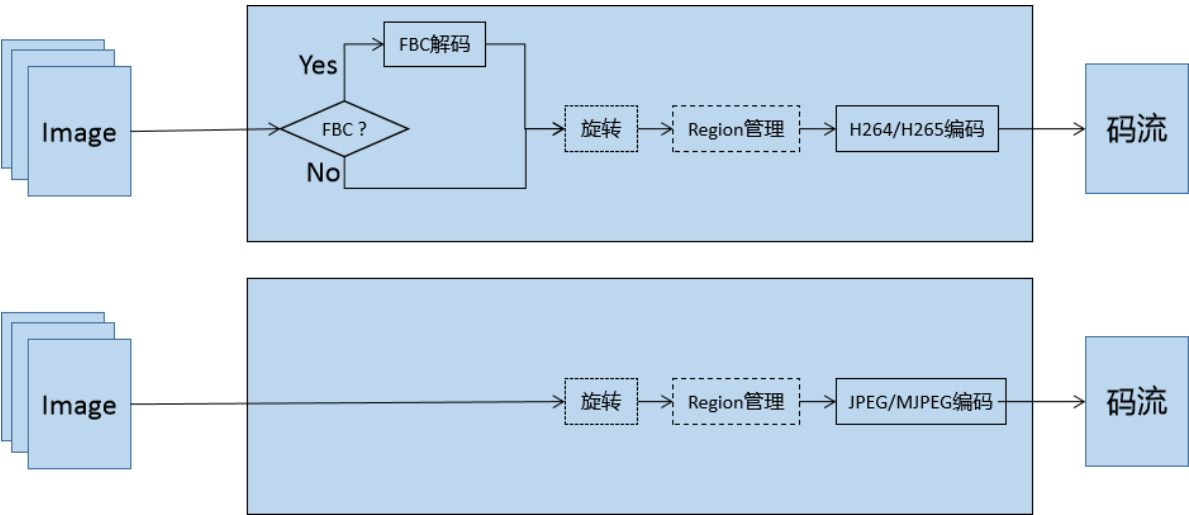 FBC解码
Yes
Image
FBC？
旋转
Region管理
H264/H265编码
码流
No
Image
旋转
Region管理
JPEG/MJPEG编码
码流